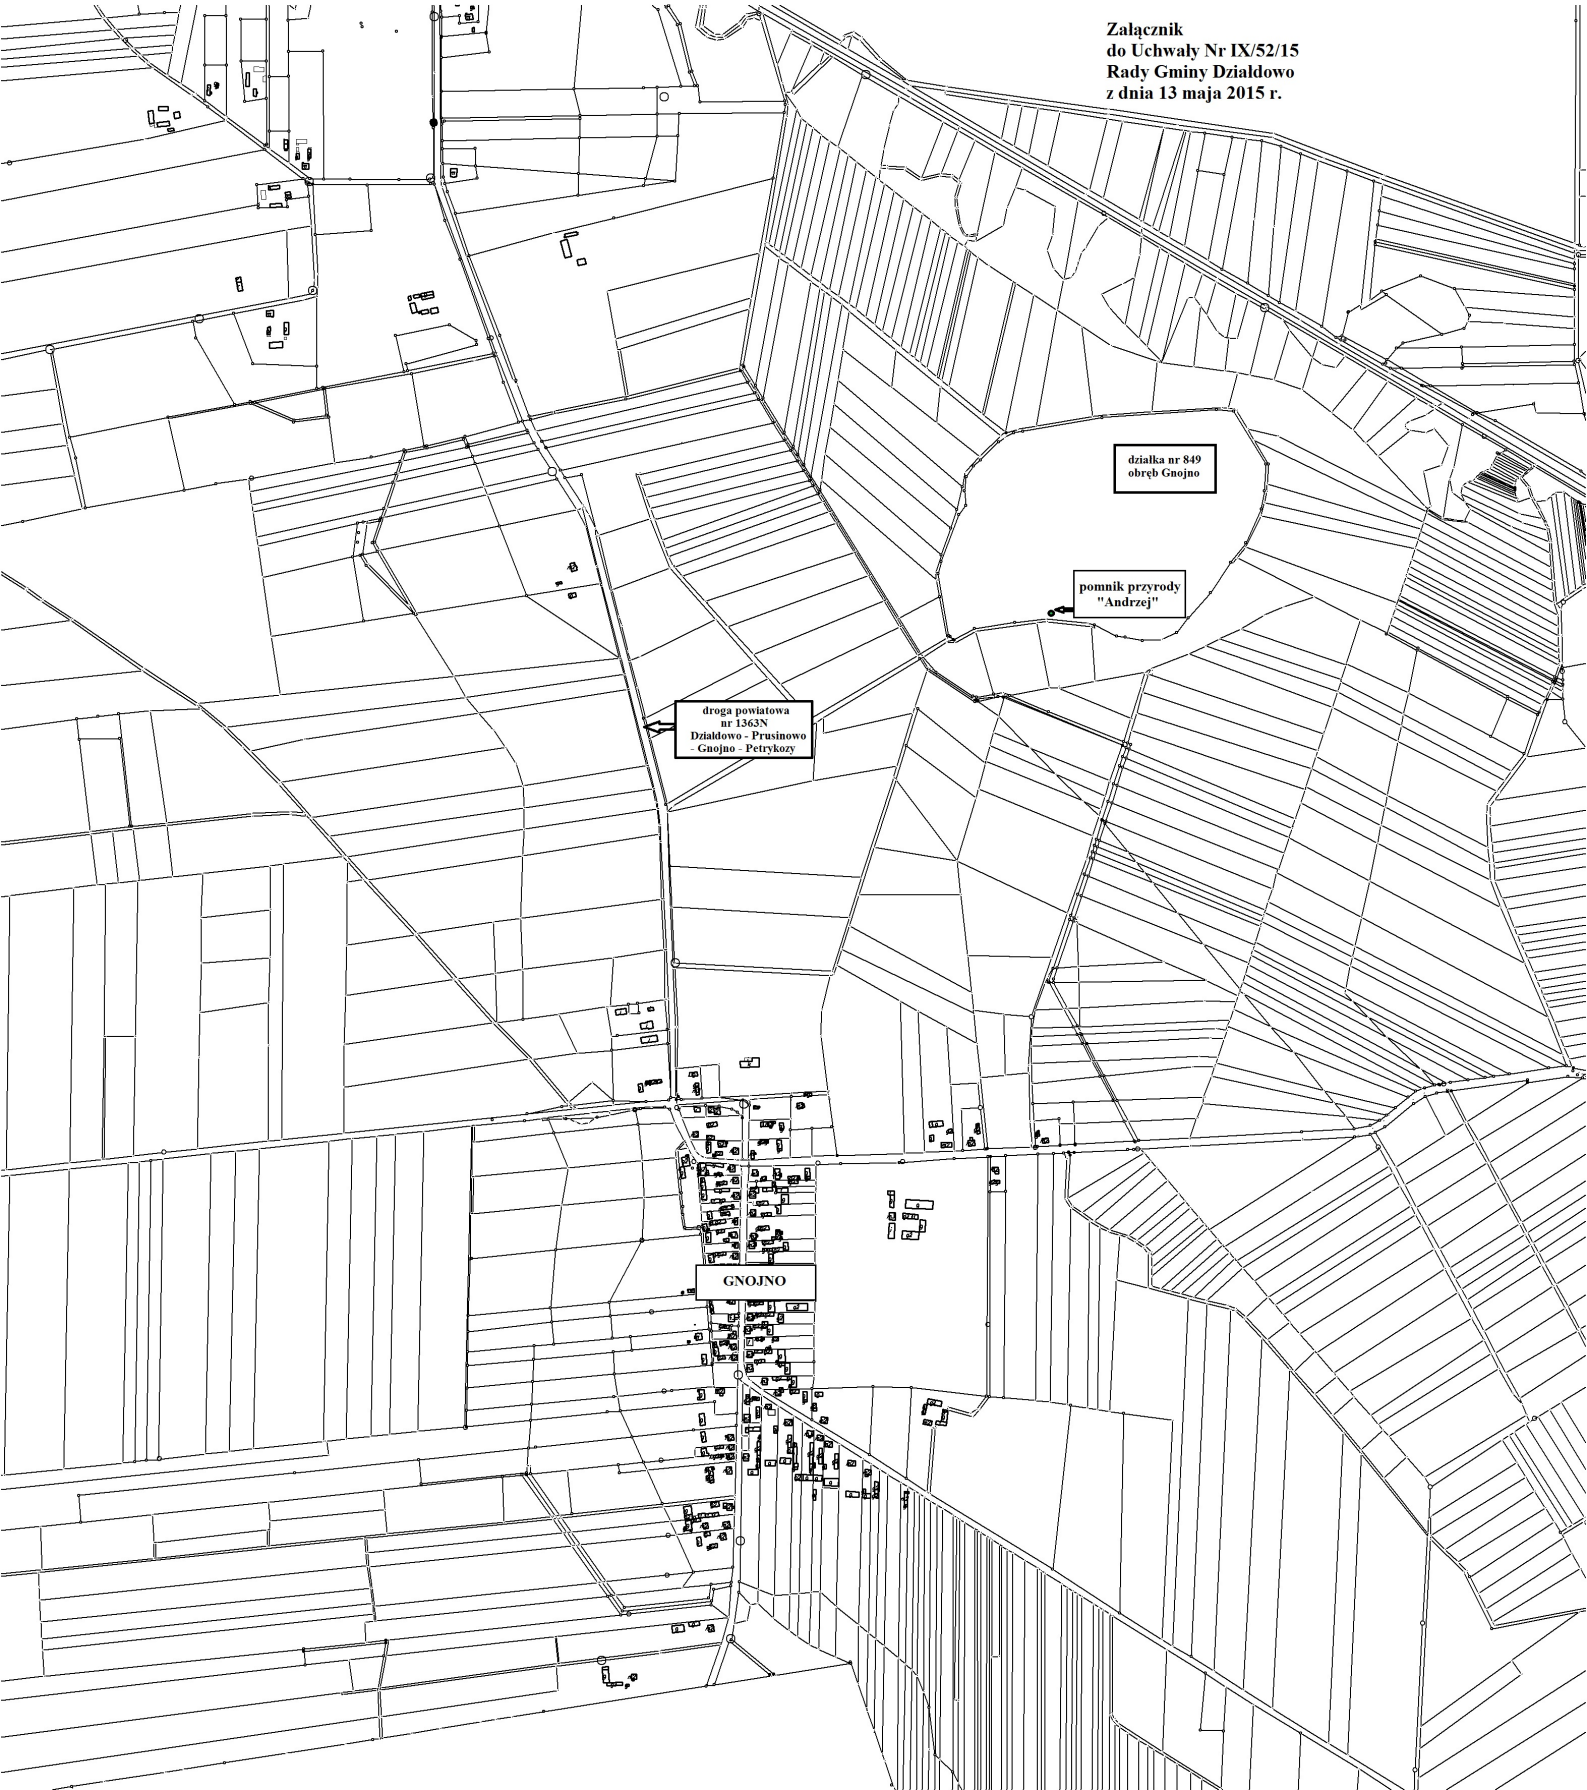 Załącznik
do Uchwały Nr IX/52/15
Rady Gminy Działdowo
z dnia 13 maja 2015 r.
działka nr 849
obręb Gnojno
pomnik przyrody
"Andrzej"
droga powiatowa
nr 1363N
Działdowo - Prusinowo
- Gnojno - Petrykozy
GNOJNO